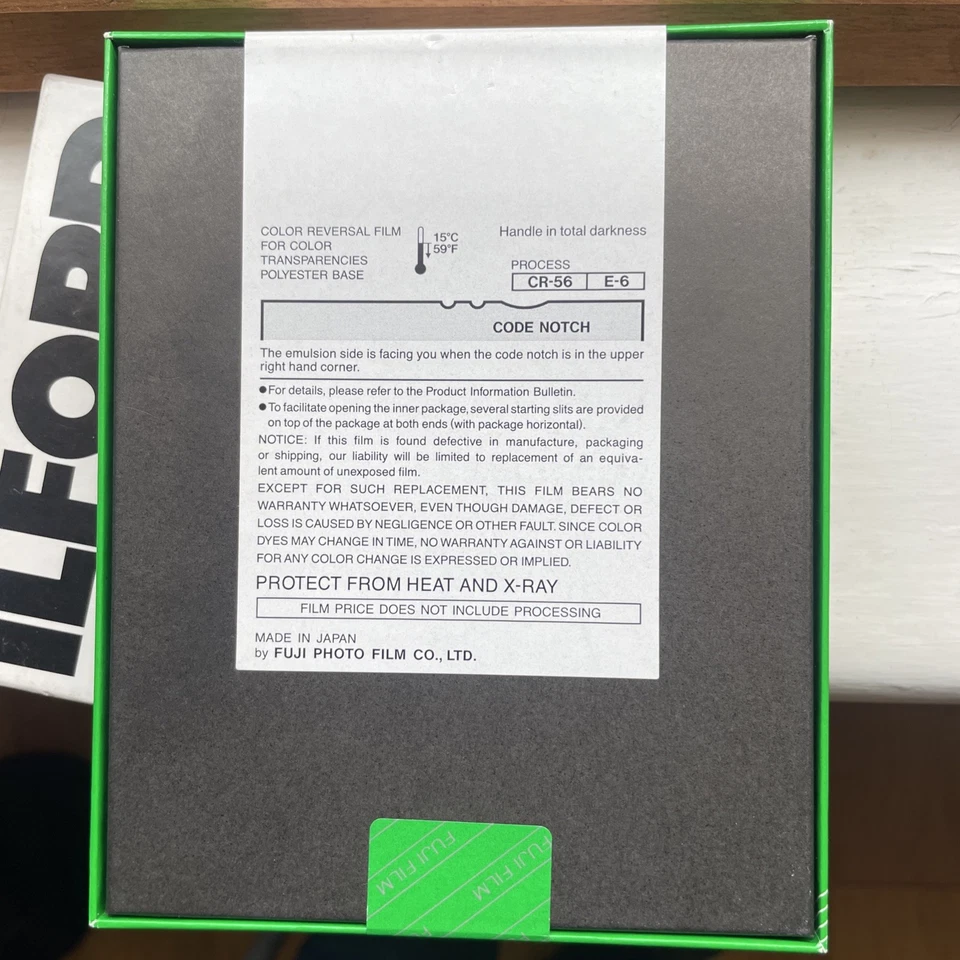 COLOR REVERSAL FILM
FOR COLOR
TRANSPARENCIES
POLYESTER BASE
15°C
59°F
Handle in total darkness
PROCESS
CR-56 E-6
CODE NOTCH
The emulsion side is facing you when the code notch is in the upper
right hand corner.
●For details, please refer to the Product Information Bulletin.
●To facilitate opening the inner package, several starting slits are provided
on top of the package at both ends (with package horizontal).
NOTICE: If this film is found defective in manufacture, packaging
or shipping, our liability will be limited to replacement of an equiva-
lent amount of unexposed film.
EXCEPT FOR SUCH REPLACEMENT, THIS FILM BEARS NO
WARRANTY WHATSOEVER, EVEN THOUGH DAMAGE, DEFECT OR
LOSS IS CAUSED BY NEGLIGENCE OR OTHER FAULT. SINCE COLOR
DYES MAY CHANGE IN TIME, NO WARRANTY AGAINST OR LIABILITY
FOR ANY COLOR CHANGE IS EXPRESSED OR IMPLIED.
PROTECT FROM HEAT AND X-RAY
FILM PRICE DOES NOT INCLUDE PROCESSING
MADE IN JAPAN
by FUJI PHOTO FILM CO., LTD.
ILFORD
FUJIFILM
FUJIFILM